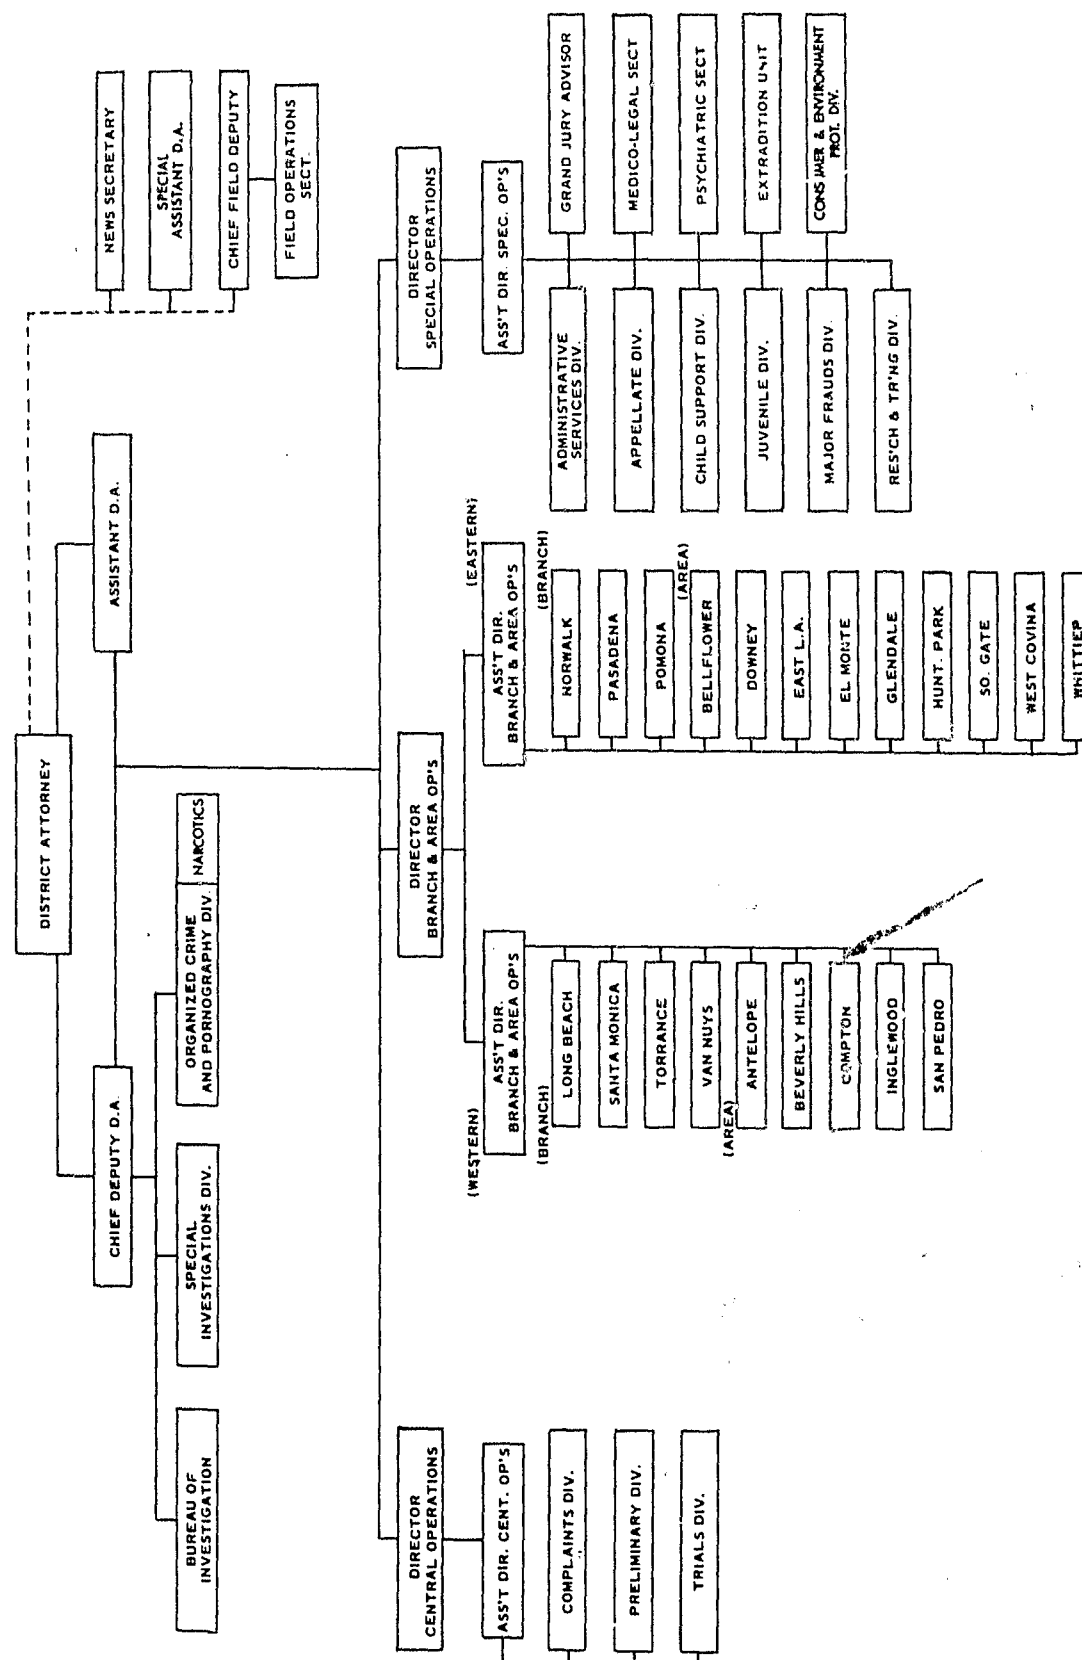 DISTRICT ATTORNEY
NEWS SECRETARY
SPECIAL
ASSISTANT D.A.
CHIEF FIELD DEPUTY
FIELD OPERATIONS
SECT.
CHIEF DEPUTY D.A.
ASSISTANT D.A.
BUREAU OF
INVESTIGATION
SPECIAL
INVESTIGATIONS DIV.
ORGANIZED CRIME
AND PORNOGRAPHY DIV.
NARCOTICS
DIRECTOR
CENTRAL OPERATIONS
ASS'T DIR. CENT. OP'S
COMPLAINTS DIV.
PRELIMINARY DIV.
TRIALS DIV.
DIRECTOR
BRANCH & AREA OP'S
(WESTERN)
ASS'T DIR.
BRANCH & AREA OP'S
(BRANCH)
LONG BEACH
SANTA MONICA
TORRANCE
VAN NUYS
(AREA)
ANTELOPE
BEVERLY HILLS
COMPTON
INGLEWOOD
SAN PEDRO
(EASTERN)
ASS'T DIR.
BRANCH & AREA OP'S
(BRANCH)
NORWALK
PASADENA
POMONA
(AREA)
BELLFLOWER
DOWNEY
EAST L.A.
EL MONTE
GLENDALE
HUNT. PARK
SO. GATE
WEST COVINA
WHITTIER
DIRECTOR
SPECIAL OPERATIONS
ASS'T DIR. SPEC. OP'S
ADMINISTRATIVE
SERVICES DIV.
APPELLATE DIV.
CHILD SUPPORT DIV.
JUVENILE DIV.
MAJOR FRAUDS DIV.
RES'CH & TR'NG DIV.
GRAND JURY ADVISOR
MEDICO-LEGAL SECT
PSYCHIATRIC SECT
EXTRADITION UNIT
CONSUMER & ENVIRONMENT
PROT. DIV.